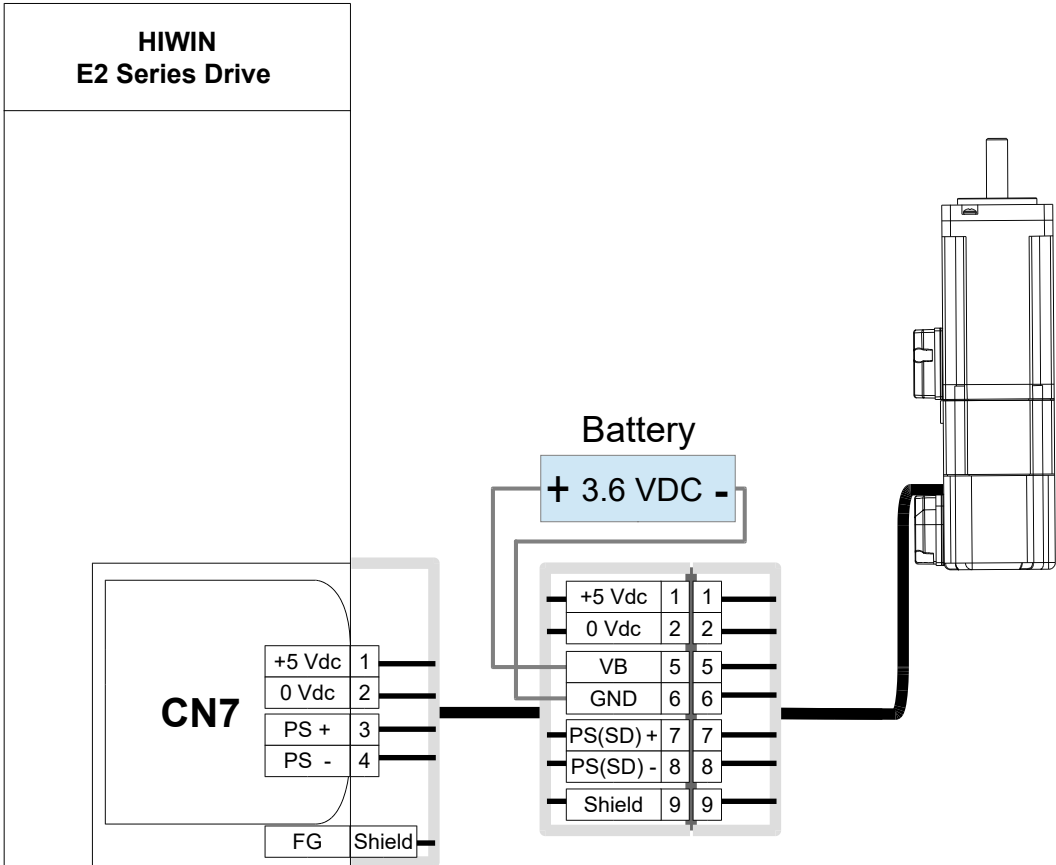 HIWIN
E2 Series Drive
Battery
+ 3.6 VDC -
+5 Vdc 1 1
0 Vdc 2 2
VB 5 5
GND 6 6
PS(SD) + 7 7
PS(SD) - 8 8
Shield 9 9
CN7
+5 Vdc 1
0 Vdc 2
PS + 3
PS - 4
FG Shield